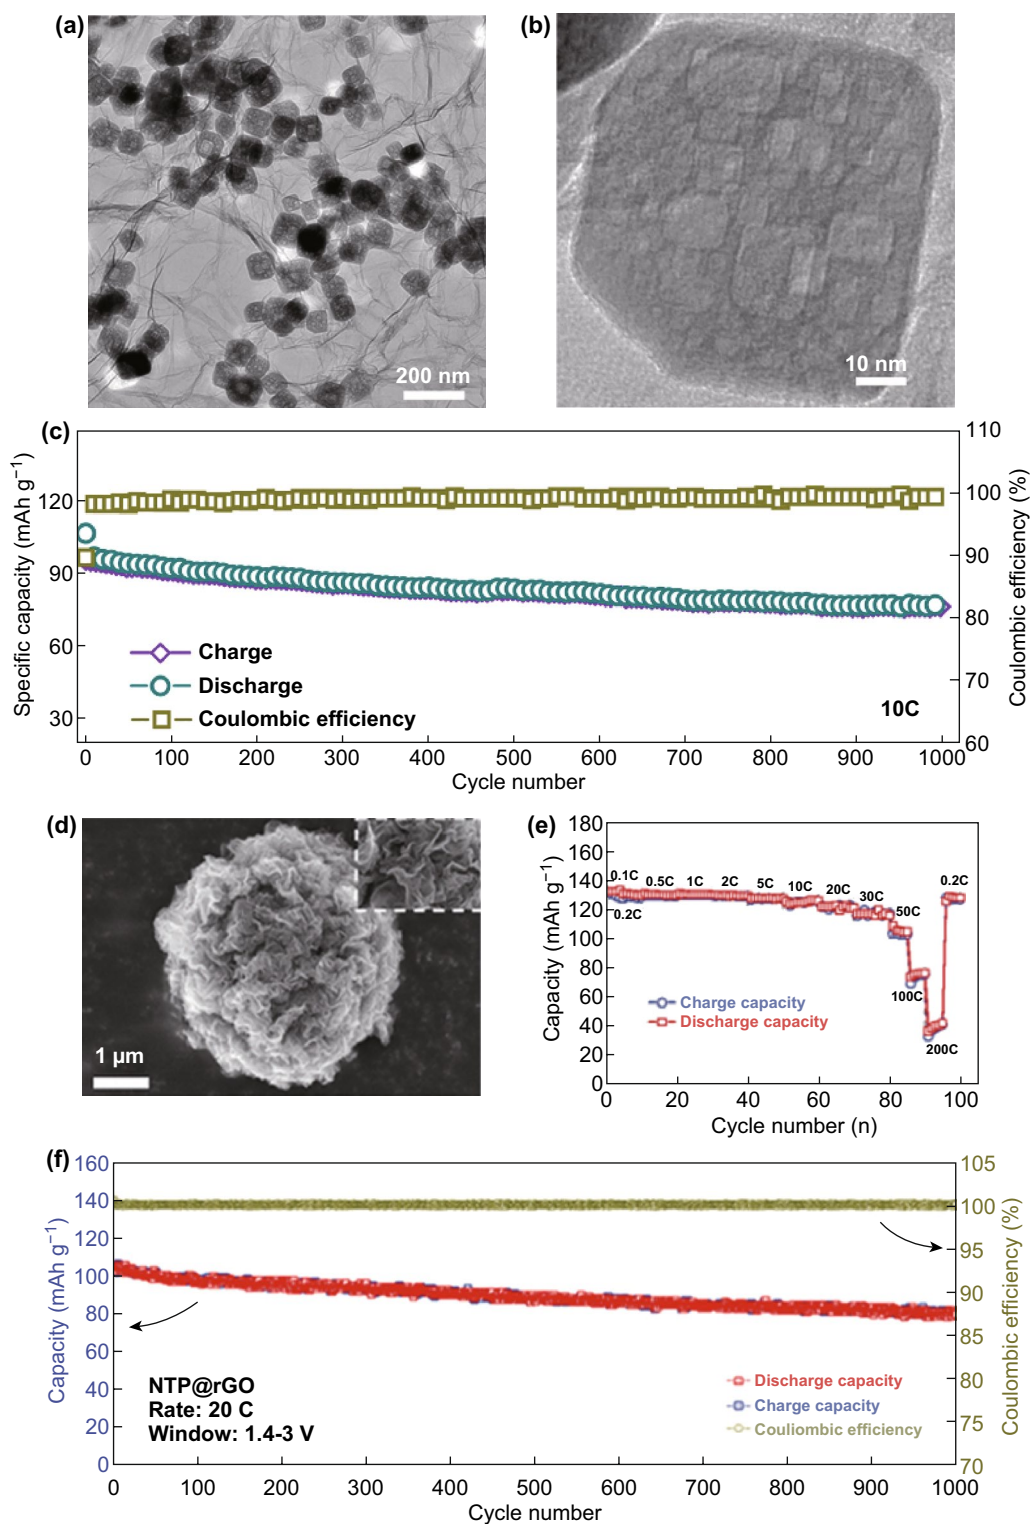 (a)
200 nm
(b)
10 nm
(c)
Specific capacity (mAh g⁻¹)
120
90
60
30
110
100
90
80
70
60
Coulombic efficiency (%)
Charge
Discharge
Coulombic efficiency
10C
0 100 200 300 400 500 600 700 800 900 1000
Cycle number
(d)
1 µm
(e)
Capacity (mAh g⁻¹)
180
160
140
120
100
80
60
40
20
0
0.1C 0.5C 1C 2C 5C 10C 20C 30C 50C 0.2C
0.2C
100C
200C
Charge capacity
Discharge capacity
0 20 40 60 80 100
Cycle number (n)
(f)
Capacity (mAh g⁻¹)
160
140
120
100
80
60
40
20
0
105
100
95
90
85
80
75
70
Coulombic efficiency (%)
NTP@rGO
Rate: 20 C
Window: 1.4-3 V
Discharge capacity
Charge capacity
Couliombic efficiency
0 100 200 300 400 500 600 700 800 900 1000
Cycle number